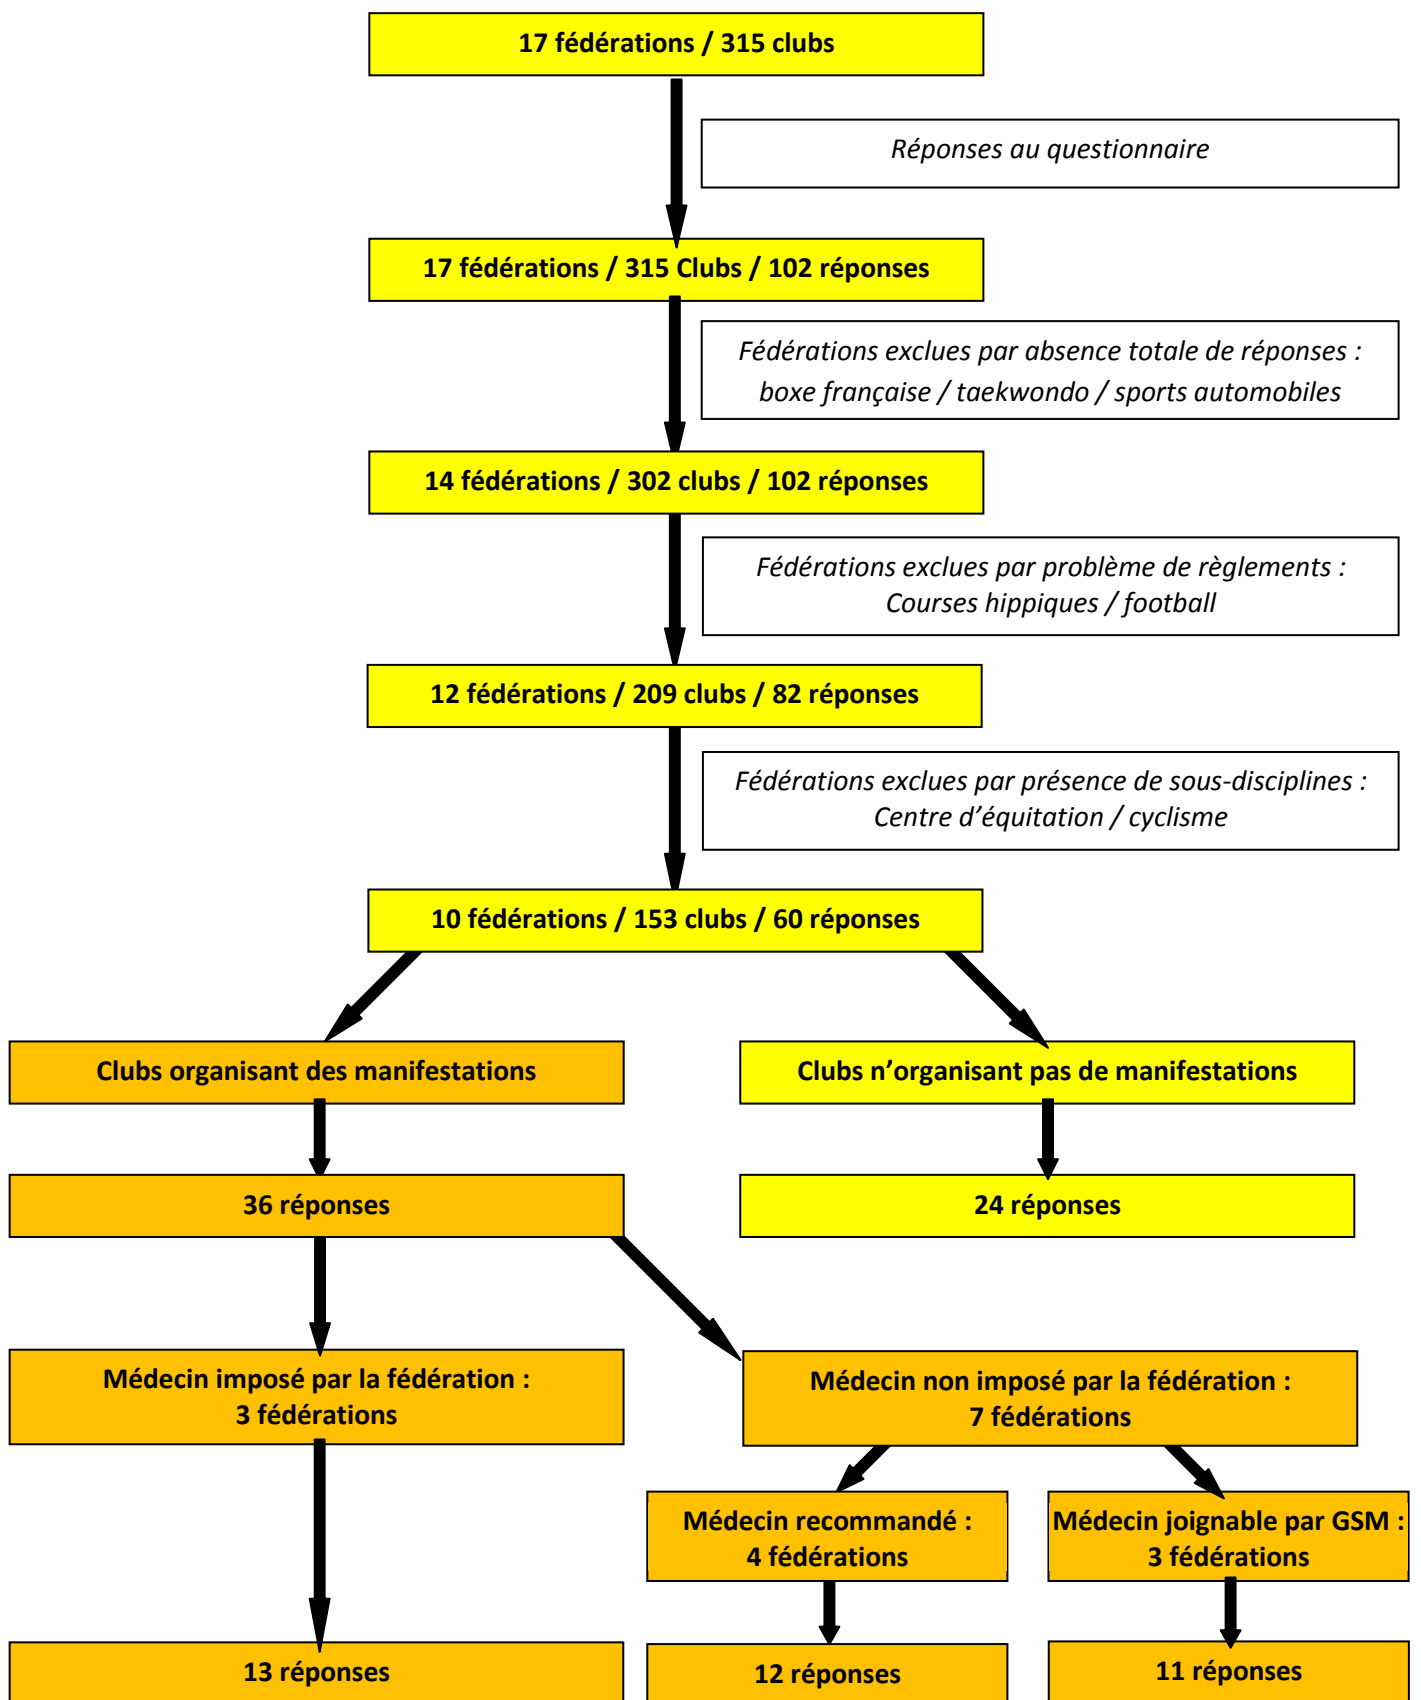 17 fédérations / 315 clubs
Réponses au questionnaire
17 fédérations / 315 Clubs / 102 réponses
Fédérations exclues par absence totale de réponses :
boxe française / taekwondo / sports automobiles
14 fédérations / 302 clubs / 102 réponses
Fédérations exclues par problème de règlements :
Courses hippiques / football
12 fédérations / 209 clubs / 82 réponses
Fédérations exclues par présence de sous-disciplines :
Centre d’équitation / cyclisme
10 fédérations / 153 clubs / 60 réponses
Clubs organisant des manifestations
Clubs n’organisant pas de manifestations
36 réponses
24 réponses
Médecin imposé par la fédération :
3 fédérations
Médecin non imposé par la fédération :
7 fédérations
Médecin recommandé :
4 fédérations
Médecin joignable par GSM :
3 fédérations
13 réponses
12 réponses
11 réponses